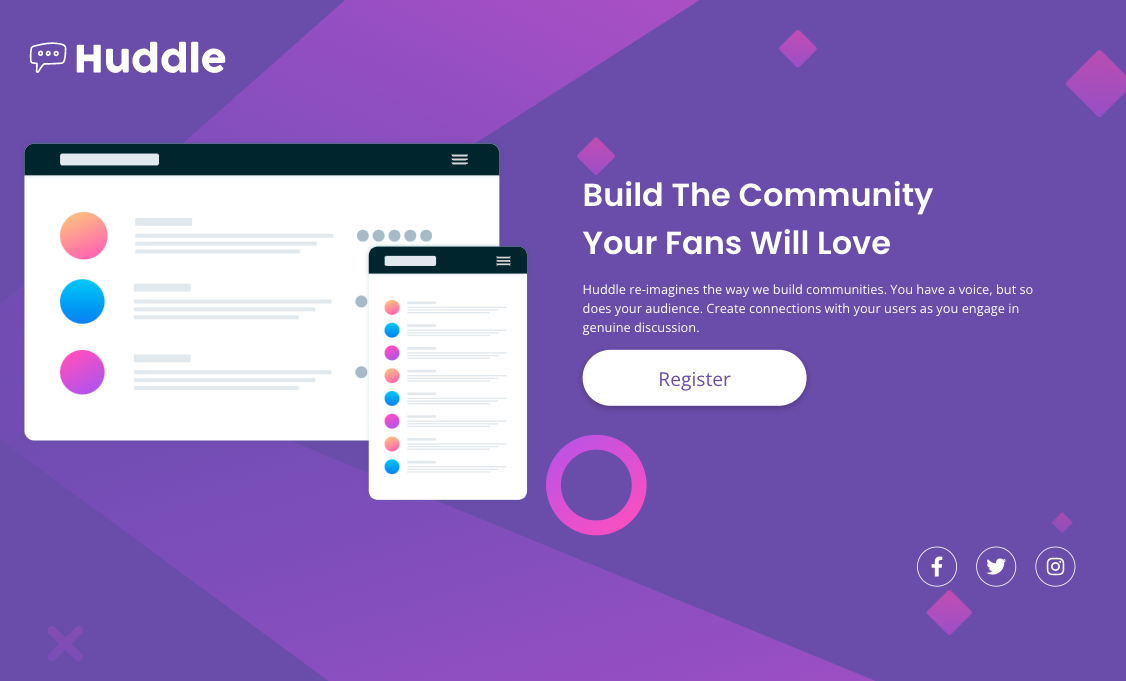 Huddle
Build The Community
Your Fans Will Love
Huddle re-imagines the way we build communities. You have a voice, but so
does your audience. Create connections with your users as you engage in
genuine discussion.
Register